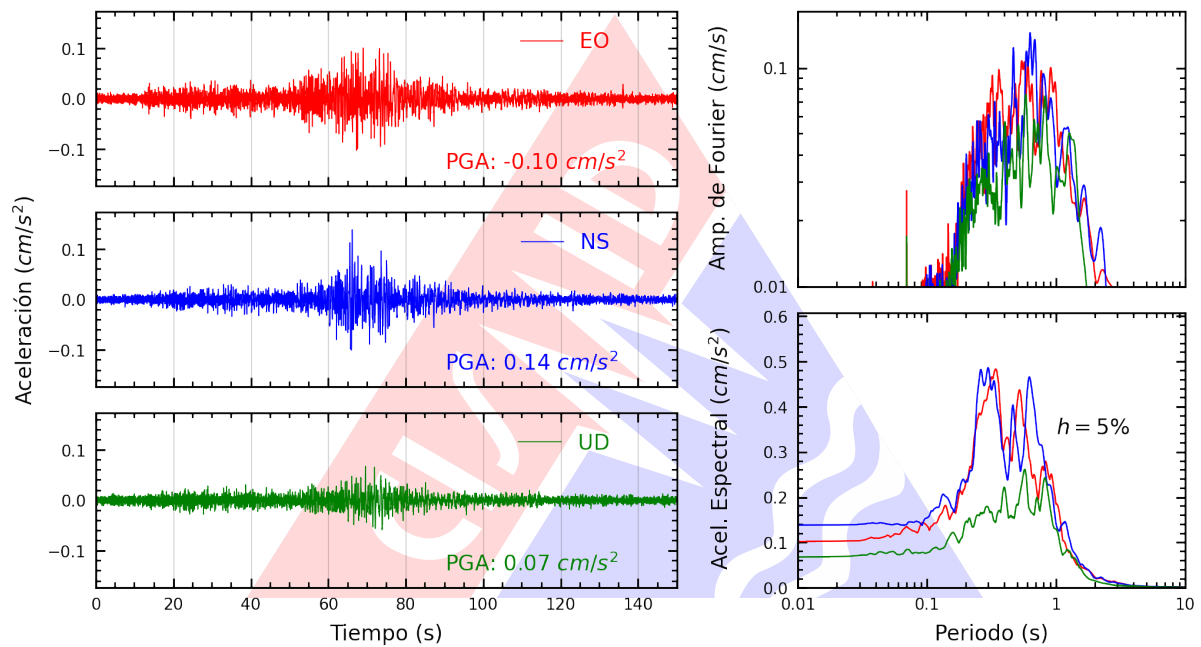 Aceleración (cm/s²)
0.1
0.0
−0.1
EO
PGA: -0.10 cm/s²
0.1
0.0
−0.1
NS
PGA: 0.14 cm/s²
0.1
0.0
−0.1
UD
PGA: 0.07 cm/s²
0 20 40 60 80 100 120 140
Tiempo (s)
Amp. de Fourier (cm/s)
0.1
0.01
Acel. Espectral (cm/s²)
0.6
0.5
0.4
0.3
0.2
0.1
0.0
h = 5%
0.01 0.1 1 10
Periodo (s)
CISMID